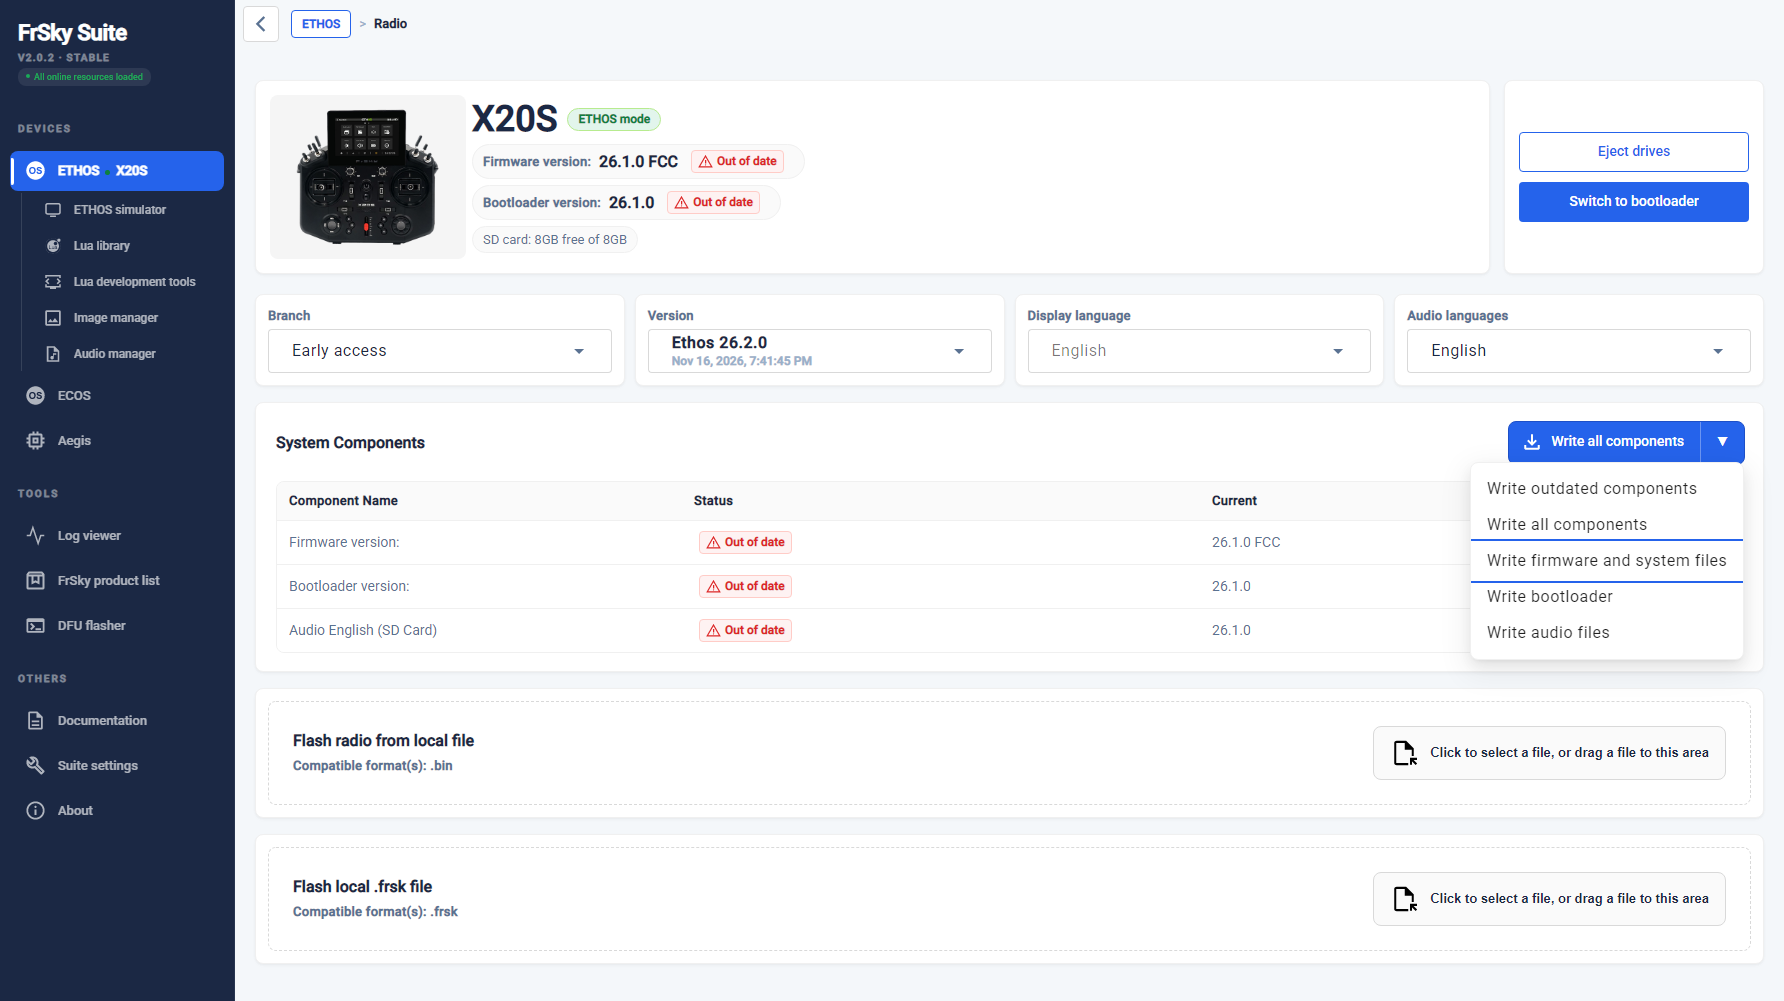 FrSky Suite
V2.0.2 · STABLE
All online resources loaded
DEVICES
ETHOS X20S
ETHOS simulator
Lua library
Lua development tools
Image manager
Audio manager
ECOS
Aegis
TOOLS
Log viewer
FrSky product list
DFU flasher
OTHERS
Documentation
Suite settings
About
ETHOS > Radio
X20S ETHOS mode
Firmware version: 26.1.0 FCC Out of date
Bootloader version: 26.1.0 Out of date
SD card: 8GB free of 8GB
Eject drives
Switch to bootloader
Branch
Early access
Version
Ethos 26.2.0
Nov 16, 2026, 7:41:45 PM
Display language
English
Audio languages
English
System Components
Write all components
Write outdated components
Write all components
Write firmware and system files
Write bootloader
Write audio files
Component Name Status Current
Firmware version: Out of date 26.1.0 FCC
Bootloader version: Out of date 26.1.0
Audio English (SD Card) Out of date 26.1.0
Flash radio from local file
Compatible format(s): .bin
Click to select a file, or drag a file to this area
Flash local .frsk file
Compatible format(s): .frsk
Click to select a file, or drag a file to this area